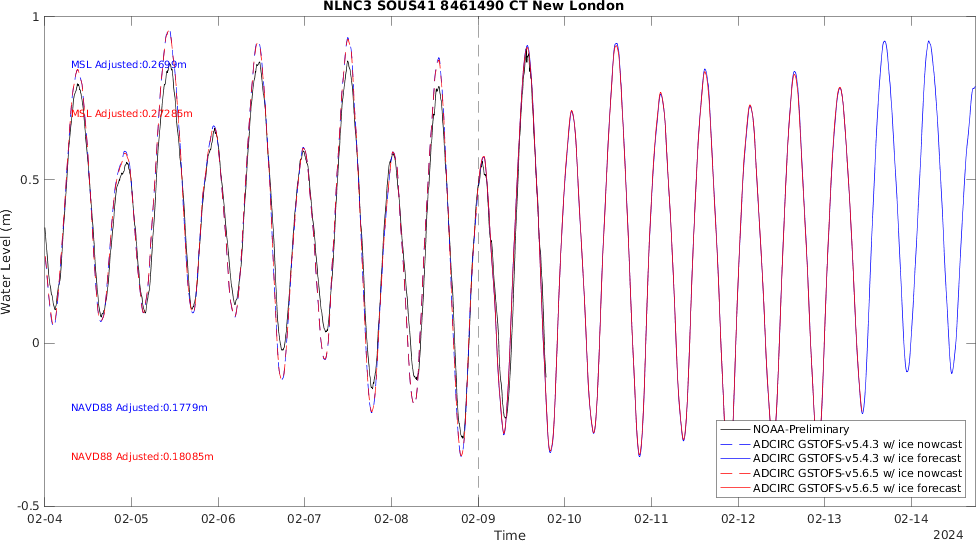 NLNC3 SOUS41 8461490 CT New London
1
MSL Adjusted:0.2699m
MSL Adjusted:0.27285m
0.5
Water Level (m)
0
NAVD88 Adjusted:0.1779m
NAVD88 Adjusted:0.18085m
NOAA-Preliminary
ADCIRC GSTOFS-v5.4.3 w/ ice nowcast
ADCIRC GSTOFS-v5.4.3 w/ ice forecast
ADCIRC GSTOFS-v5.6.5 w/ ice nowcast
ADCIRC GSTOFS-v5.6.5 w/ ice forecast
-0.5
02-04 02-05 02-06 02-07 02-08 02-09 02-10 02-11 02-12 02-13 02-14
Time
2024